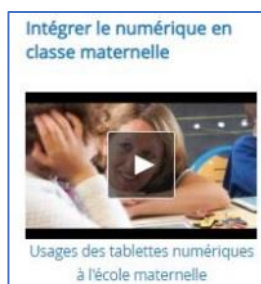 Intégrer le numérique en
classe maternelle
Usages des tablettes numériques
à l'école maternelle